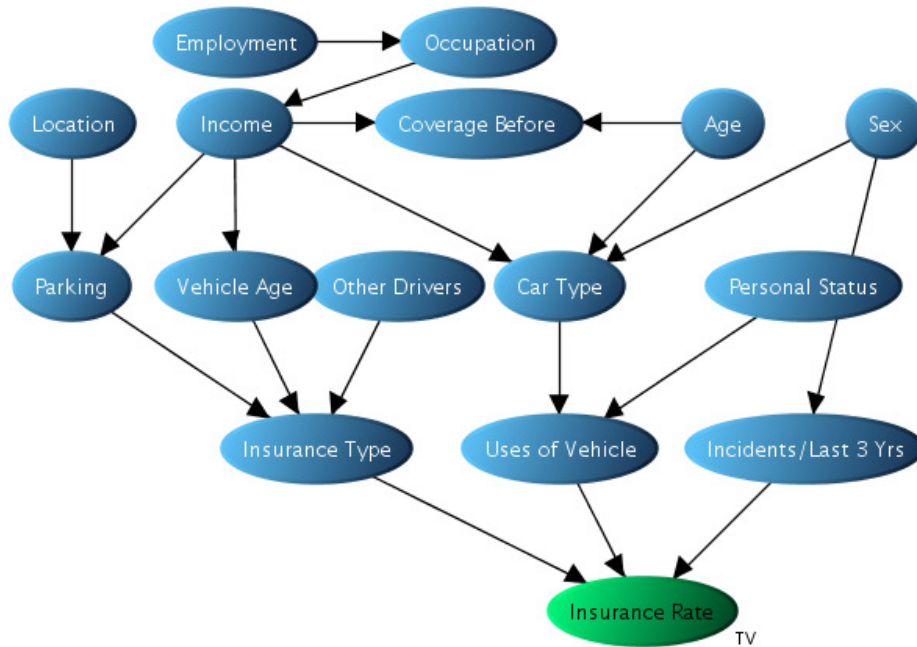 Employment
Occupation
Location
Income
Coverage Before
Age
Sex
Parking
Vehicle Age
Other Drivers
Car Type
Personal Status
Insurance Type
Uses of Vehicle
Incidents/Last 3 Yrs
Insurance Rate
TV